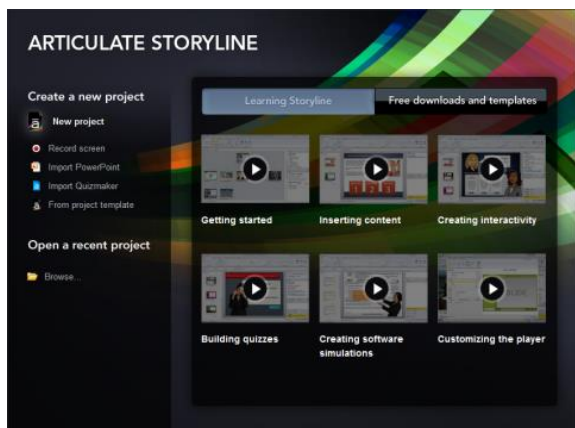 ARTICULATE STORYLINE
Create a new project
New project
Record screen
Import PowerPoint
Import Quizmaker
From project template
Open a recent project
Browse...
Learning Storyline
Free downloads and templates
Getting started
Inserting content
Creating interactivity
Building quizzes
Creating software
simulations
Customizing the player